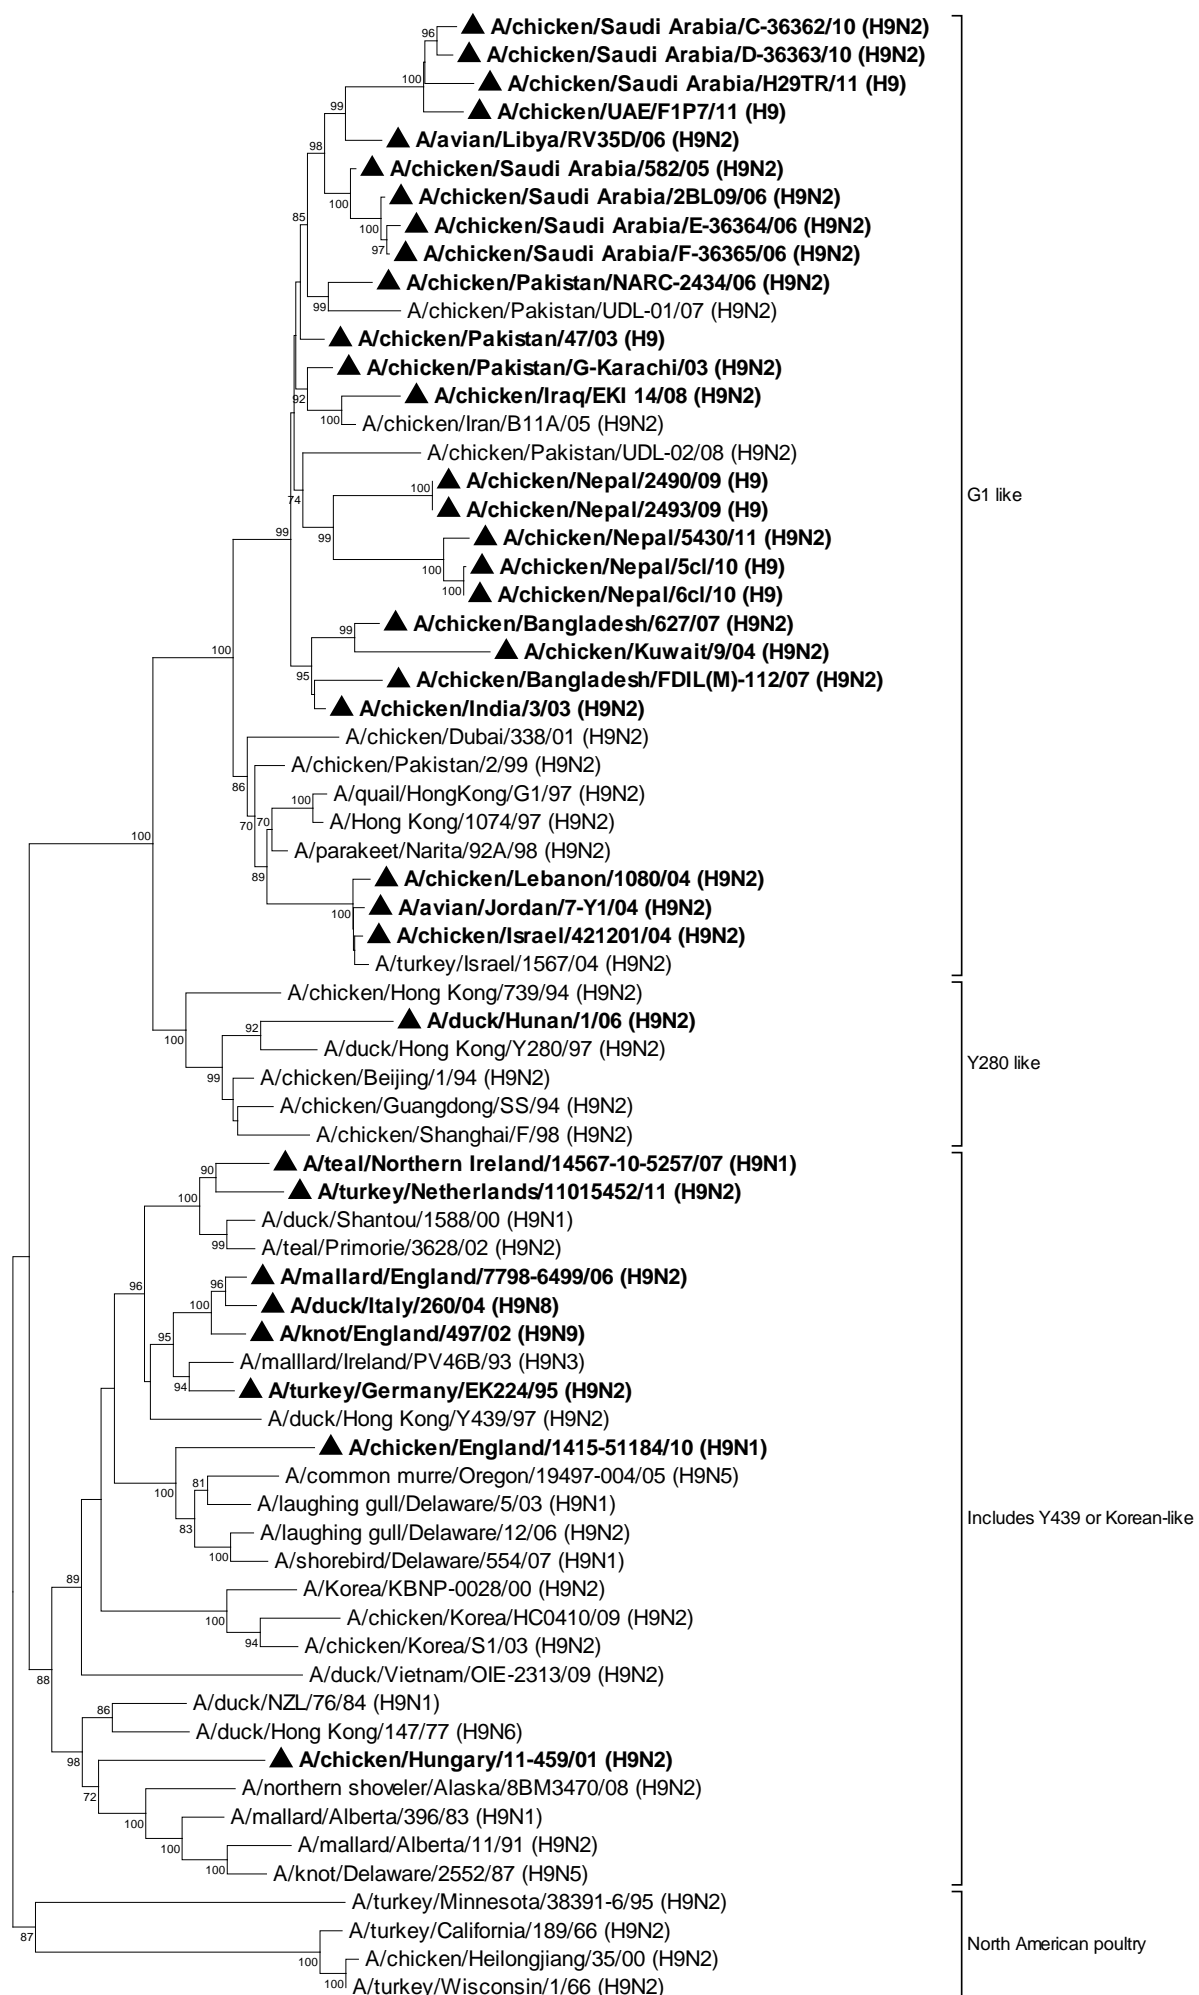 A/chicken/Saudi Arabia/C-36362/10 (H9N2)
96
A/chicken/Saudi Arabia/D-36363/10 (H9N2)
100
A/chicken/Saudi Arabia/H29TR/11 (H9)
99
A/chicken/UAE/F1P7/11 (H9)
98
A/avian/Libya/RV35D/06 (H9N2)
A/chicken/Saudi Arabia/582/05 (H9N2)
100
A/chicken/Saudi Arabia/2BL09/06 (H9N2)
85
100
A/chicken/Saudi Arabia/E-36364/06 (H9N2)
97
A/chicken/Saudi Arabia/F-36365/06 (H9N2)
A/chicken/Pakistan/NARC-2434/06 (H9N2)
99
A/chicken/Pakistan/UDL-01/07 (H9N2)
A/chicken/Pakistan/47/03 (H9)
A/chicken/Pakistan/G-Karachi/03 (H9N2)
92
A/chicken/Iraq/EKI 14/08 (H9N2)
100
A/chicken/Iran/B11A/05 (H9N2)
A/chicken/Pakistan/UDL-02/08 (H9N2)
A/chicken/Nepal/2490/09 (H9)
100
74
G1 like
A/chicken/Nepal/2493/09 (H9)
99
99
A/chicken/Nepal/5430/11 (H9N2)
100
A/chicken/Nepal/5cl/10 (H9)
100
A/chicken/Nepal/6cl/10 (H9)
A/chicken/Bangladesh/627/07 (H9N2)
99
100
A/chicken/Kuwait/9/04 (H9N2)
95
A/chicken/Bangladesh/FDIL(M)-112/07 (H9N2)
A/chicken/India/3/03 (H9N2)
A/chicken/Dubai/338/01 (H9N2)
A/chicken/Pakistan/2/99 (H9N2)
86
A/quail/HongKong/G1/97 (H9N2)
100
A/Hong Kong/1074/97 (H9N2)
70
70
100
A/parakeet/Narita/92A/98 (H9N2)
89
A/chicken/Lebanon/1080/04 (H9N2)
A/avian/Jordan/7-Y1/04 (H9N2)
100
A/chicken/Israel/421201/04 (H9N2)
A/turkey/Israel/1567/04 (H9N2)
A/chicken/Hong Kong/739/94 (H9N2)
A/duck/Hunan/1/06 (H9N2)
92
100
A/duck/Hong Kong/Y280/97 (H9N2)
Y280 like
99
A/chicken/Beijing/1/94 (H9N2)
A/chicken/Guangdong/SS/94 (H9N2)
A/chicken/Shanghai/F/98 (H9N2)
A/teal/Northern Ireland/14567-10-5257/07 (H9N1)
90
A/turkey/Netherlands/11015452/11 (H9N2)
100
A/duck/Shantou/1588/00 (H9N1)
99
A/teal/Primorie/3628/02 (H9N2)
A/mallard/England/7798-6499/06 (H9N2)
96
96
A/duck/Italy/260/04 (H9N8)
100
A/knot/England/497/02 (H9N9)
95
A/malllard/Ireland/PV46B/93 (H9N3)
94
A/turkey/Germany/EK224/95 (H9N2)
A/duck/Hong Kong/Y439/97 (H9N2)
A/chicken/England/1415-51184/10 (H9N1)
A/common murre/Oregon/19497-004/05 (H9N5)
81
100
A/laughing gull/Delaware/5/03 (H9N1)
83
Includes Y439 or Korean-like
A/laughing gull/Delaware/12/06 (H9N2)
100
A/shorebird/Delaware/554/07 (H9N1)
89
A/Korea/KBNP-0028/00 (H9N2)
100
A/chicken/Korea/HC0410/09 (H9N2)
94
A/chicken/Korea/S1/03 (H9N2)
A/duck/Vietnam/OIE-2313/09 (H9N2)
88
A/duck/NZL/76/84 (H9N1)
86
A/duck/Hong Kong/147/77 (H9N6)
98
A/chicken/Hungary/11-459/01 (H9N2)
72
A/northern shoveler/Alaska/8BM3470/08 (H9N2)
100
A/mallard/Alberta/396/83 (H9N1)
100
A/mallard/Alberta/11/91 (H9N2)
100
A/knot/Delaware/2552/87 (H9N5)
A/turkey/Minnesota/38391-6/95 (H9N2)
87
A/turkey/California/189/66 (H9N2)
North American poultry
100
A/chicken/Heilongjiang/35/00 (H9N2)
100
A/turkey/Wisconsin/1/66 (H9N2)